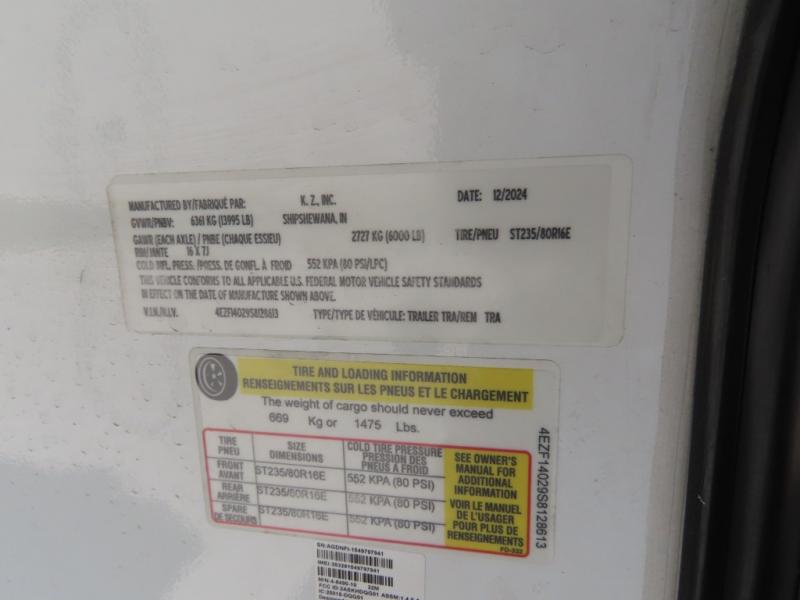 MANUFACTURED BY/FABRIQUÉ PAR: K. Z., INC. DATE: 12/2024
GVWR/PNBV: 6361 KG (13995 LB) SHIPSHEWANA, IN
GAWR (EACH AXLE) / PNBE (CHAQUE ESSIEU) 2727 KG (6000 LB) TIRE/PNEU ST235/80R16E
RIM/JANTE 16 X 7J
COLD INFL. PRESS. /PRESS. DE GONFL. À FROID 552 KPA (80 PSI/LPC)
THIS VEHICLE CONFORMS TO ALL APPLICABLE U.S. FEDERAL MOTOR VEHICLE SAFETY STANDARDS
IN EFFECT ON THE DATE OF MANUFACTURE SHOWN ABOVE.
V.I.N./N.I.V. 4EZF14029S8128613 TYPE/TYPE DE VÉHICULE: TRAILER TRA/REM TRA
TIRE AND LOADING INFORMATION
RENSEIGNEMENTS SUR LES PNEUS ET LE CHARGEMENT
The weight of cargo should never exceed
669 Kg or 1475 Lbs.
TIRE
PNEU
SIZE
DIMENSIONS
COLD TIRE PRESSURE
PRESSION DES
PNEUS À FROID
FRONT
AVANT
ST235/80R16E
552 KPA (80 PSI)
REAR
ARRIÈRE
ST235/80R16E
552 KPA (80 PSI)
SPARE
DE SECOURS
ST235/80R16E
552 KPA (80 PSI)
SEE OWNER'S
MANUAL FOR
ADDITIONAL
INFORMATION
VOIR LE MANUEL
DE L'USAGER
POUR PLUS DE
RENSEIGNEMENTS
PD-332
4EZF14029S8128613